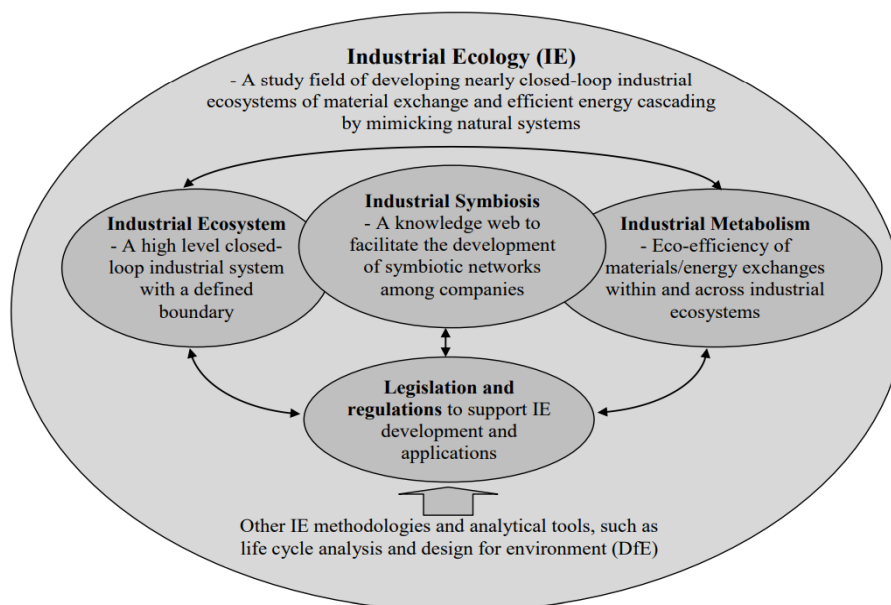 Industrial Ecology (IE)
- A study field of developing nearly closed-loop industrial
ecosystems of material exchange and efficient energy cascading
by mimicking natural systems
Industrial Ecosystem
- A high level closed-
loop industrial system
with a defined
boundary
Industrial Symbiosis
- A knowledge web to
facilitate the development
of symbiotic networks
among companies
Industrial Metabolism
- Eco-efficiency of
materials/energy exchanges
within and across industrial
ecosystems
Legislation and
regulations to support IE
development and
applications
Other IE methodologies and analytical tools, such as
life cycle analysis and design for environment (DfE)